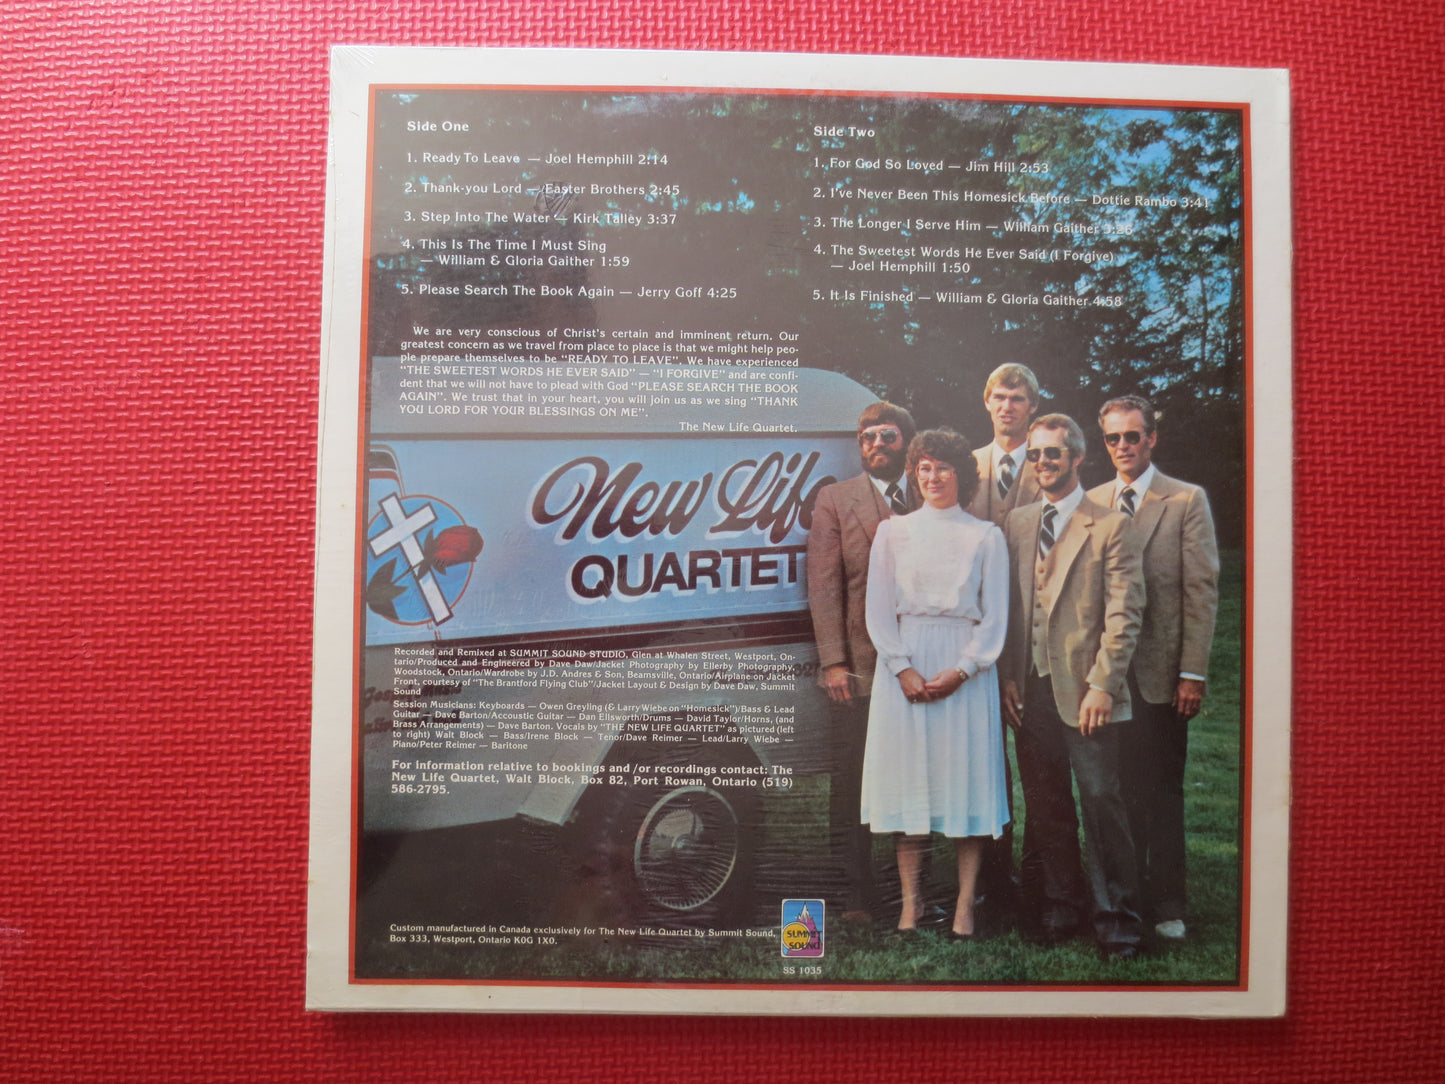 Side One
1. Ready To Leave — Joel Hemphill 2:14
2. Thank-you Lord — Easter Brothers 2:45
3. Step Into The Water — Kirk Talley 3:37
4. This Is The Time I Must Sing
— William & Gloria Gaither 1:59
5. Please Search The Book Again — Jerry Goff 4:25
Side Two
1. For God So Loved — Jim Hill 2:53
2. I've Never Been This Homesick Before — Dottie Rambo 3:41
3. The Longer I Serve Him — William Gaither 3:26
4. The Sweetest Words He Ever Said (I Forgive)
— Joel Hemphill 1:50
5. It Is Finished — William & Gloria Gaither 4:58
We are very conscious of Christ's certain and imminent return. Our
greatest concern as we travel from place to place is that we might help peo-
ple prepare themselves to be "READY TO LEAVE". We have experienced
"THE SWEETEST WORDS HE EVER SAID" — "I FORGIVE" and are confi-
dent that we will not have to plead with God "PLEASE SEARCH THE BOOK
AGAIN". We trust that in your heart, you will join us as we sing "THANK
YOU LORD FOR YOUR BLESSINGS ON ME".
The New Life Quartet.
New Life
QUARTET
Recorded and Remixed at SUMMIT SOUND STUDIO, Glen at Whalen Street, Westport, On-
tario/Produced and Engineered by Dave Daw/Jacket Photography by Ellerby Photography,
Woodstock, Ontario/Wardrobe by J.D. Andres & Son, Beamsville, Ontario/Airplane on Jacket
Front, courtesy of "The Brantford Flying Club"/Jacket Layout & Design by Dave Daw, Summit
Sound
Session Musicians: Keyboards — Owen Greyling (& Larry Wiebe on "Homesick")/Bass & Lead
Guitar — Dave Barton/Accoustic Guitar — Dan Ellsworth/Drums — David Taylor/Horns, (and
Brass Arrangements) — Dave Barton. Vocals by "THE NEW LIFE QUARTET" as pictured (left
to right) Walt Block — Bass/Irene Block — Tenor/Dave Reimer — Lead/Larry Wiebe —
Piano/Peter Reimer — Baritone
For information relative to bookings and/or recordings contact: The
New Life Quartet, Walt Block, Box 82, Port Rowan, Ontario (519)
586-2795.
Custom manufactured in Canada exclusively for The New Life Quartet by Summit Sound,
Box 333, Westport, Ontario K0G 1X0.
SUMMIT
SOUND
SS 1035